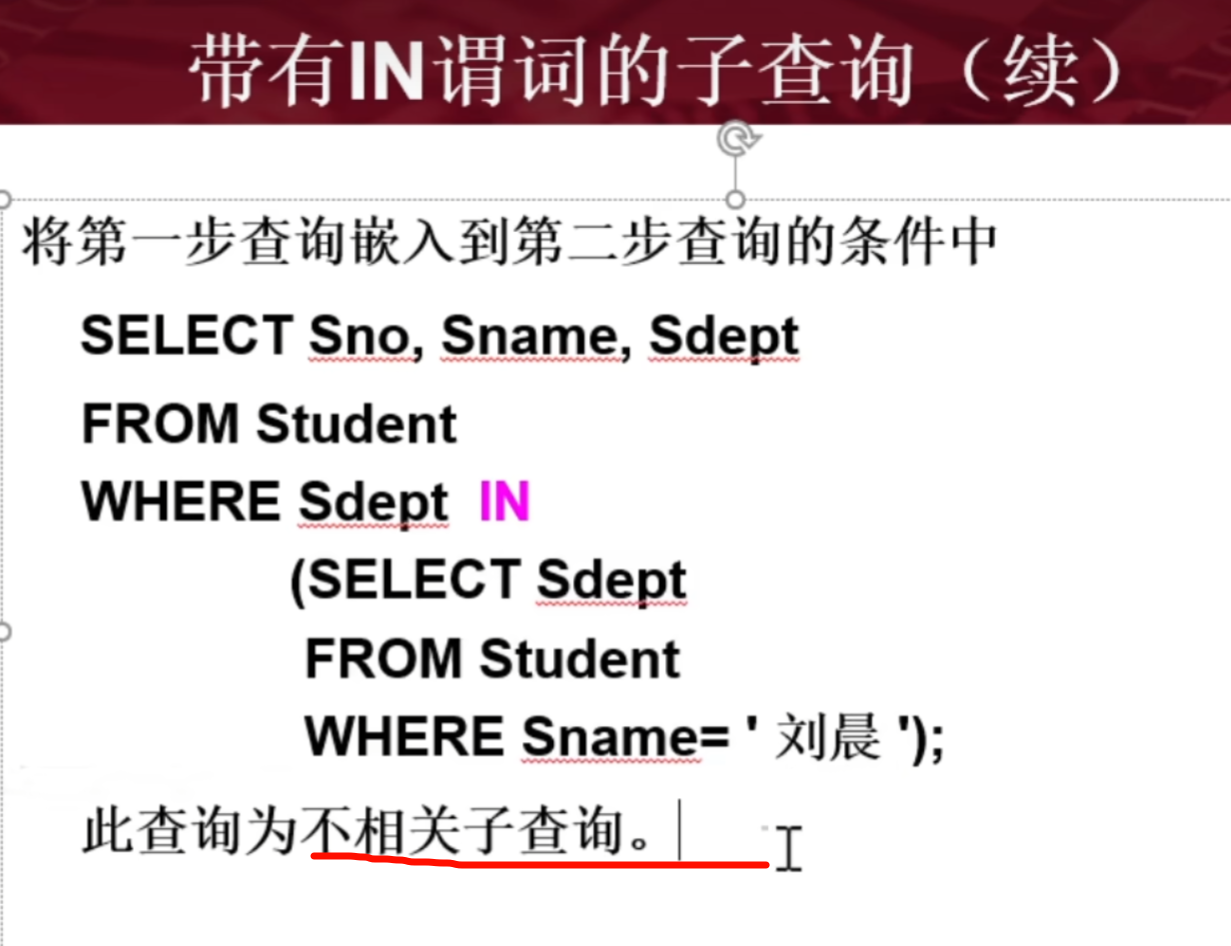 带有IN谓词的子查询（续）
将第一步查询嵌入到第二步查询的条件中
SELECT Sno, Sname, Sdept
FROM Student
WHERE Sdept IN
(SELECT Sdept
FROM Student
WHERE Sname= ' 刘晨 ');
此查询为不相关子查询。